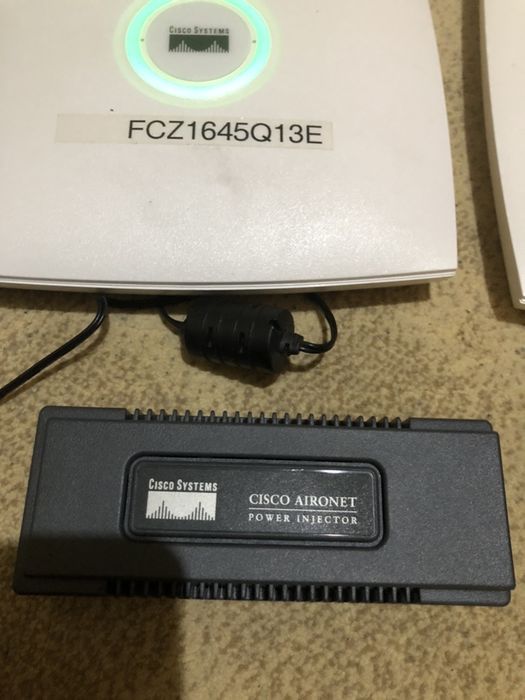 CISCO SYSTEMS
FCZ1645Q13E
CISCO SYSTEMS
CISCO AIRONET
POWER INJECTOR